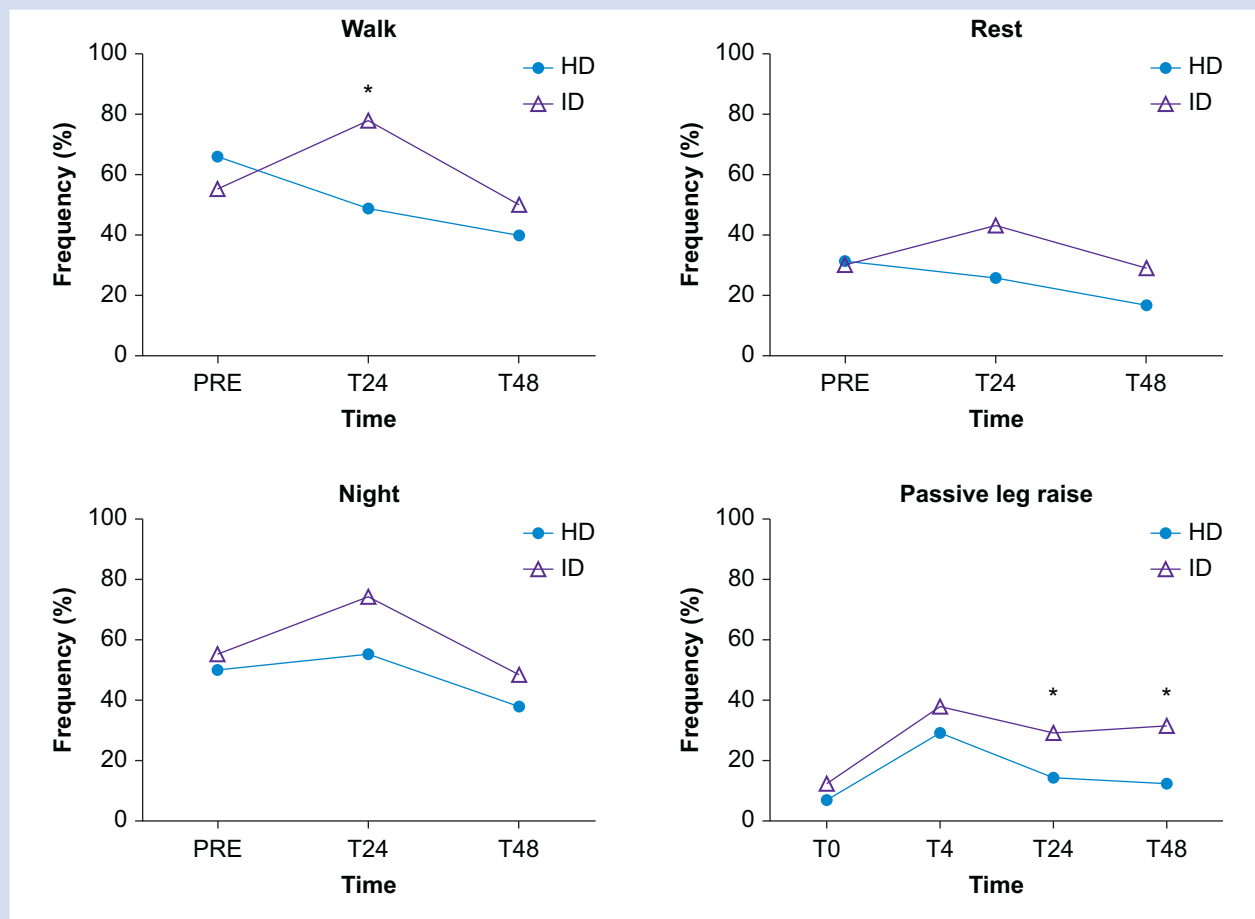 Walk
100
80
60
40
20
0
Frequency (%)
*
HD
ID
PRE T24 T48
Time
Rest
100
80
60
40
20
0
Frequency (%)
HD
ID
PRE T24 T48
Time
Night
100
80
60
40
20
0
Frequency (%)
HD
ID
PRE T24 T48
Time
Passive leg raise
100
80
60
40
20
0
Frequency (%)
* *
HD
ID
T0 T4 T24 T48
Time